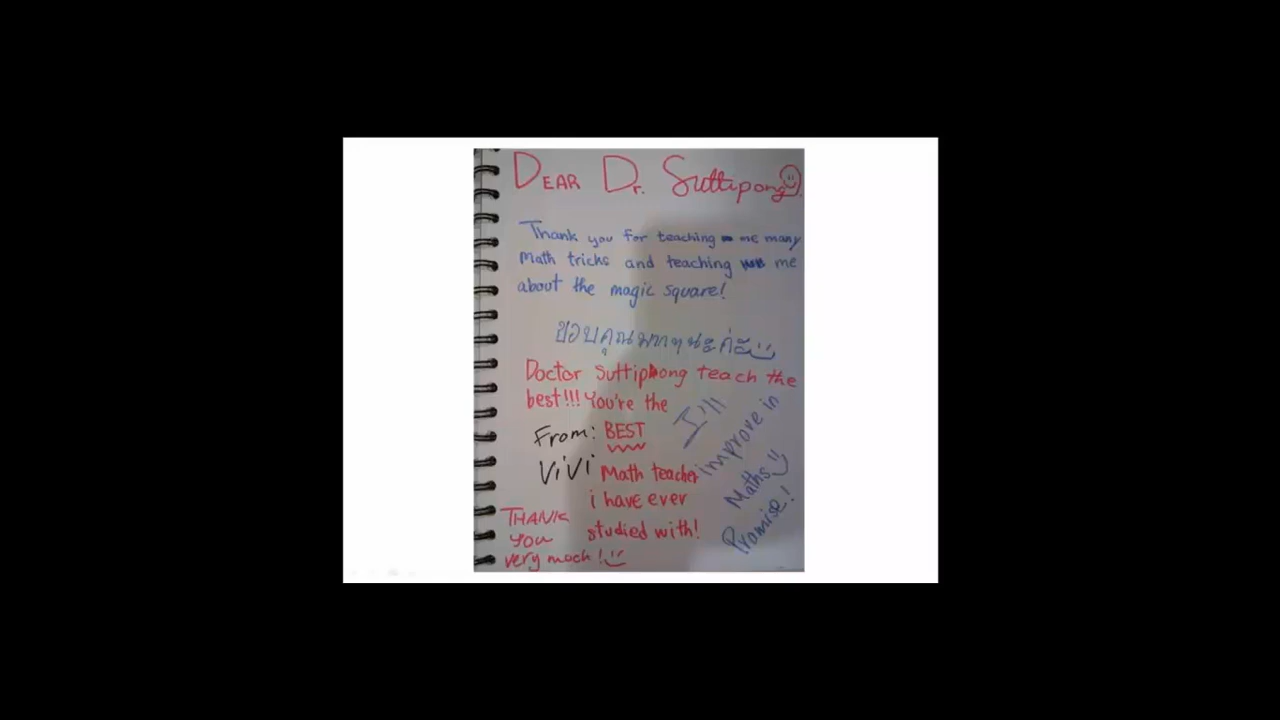 DEAR Dr. Suttipong
Thank you for teaching me many
math tricks and teaching me
about the magic square!
ขอบคุณมากๆนะค่ะ
Doctor Suttiphong teach the
best!!! You're the
BEST
Math teacher
i have ever
studied with!
From:
ViVi
THANK
YOU
very much!
I'll
improve in
Maths
Promise!